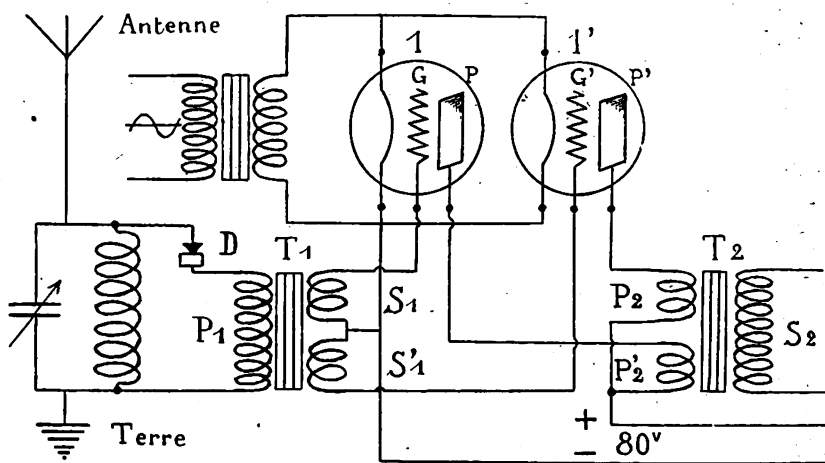 Antenne
1
1'
G
P
G'
P'
D
T1
T2
P1
S1
S'1
P2
P'2
S2
Terre
+
80v
−